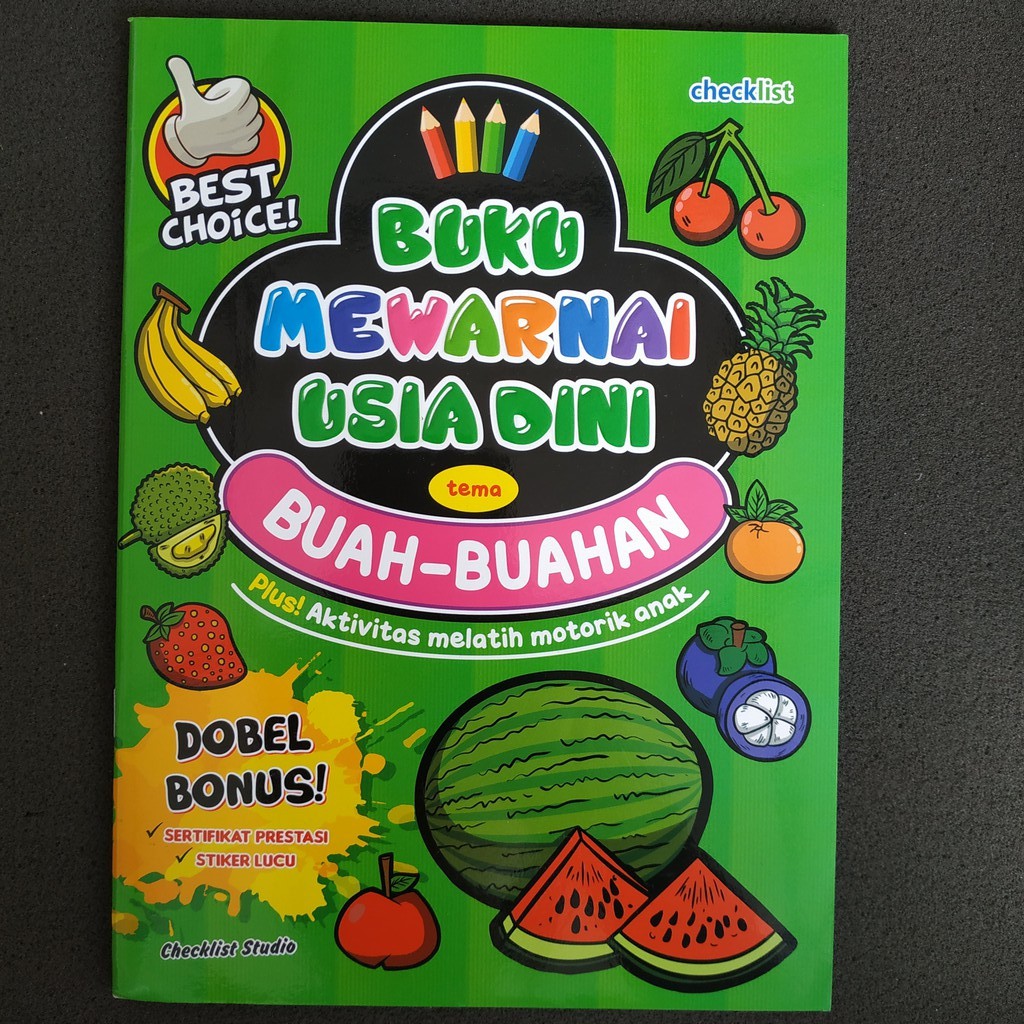 checklist
BEST
CHOiCE!
BUKU
MEWARNAI
USIA DINI
tema
BUAH-BUAHAN
Plus! Aktivitas melatih motorik anak
DOBEL
BONUS!
✓ SERTIFIKAT PRESTASI
✓ STIKER LUCU
Checklist Studio